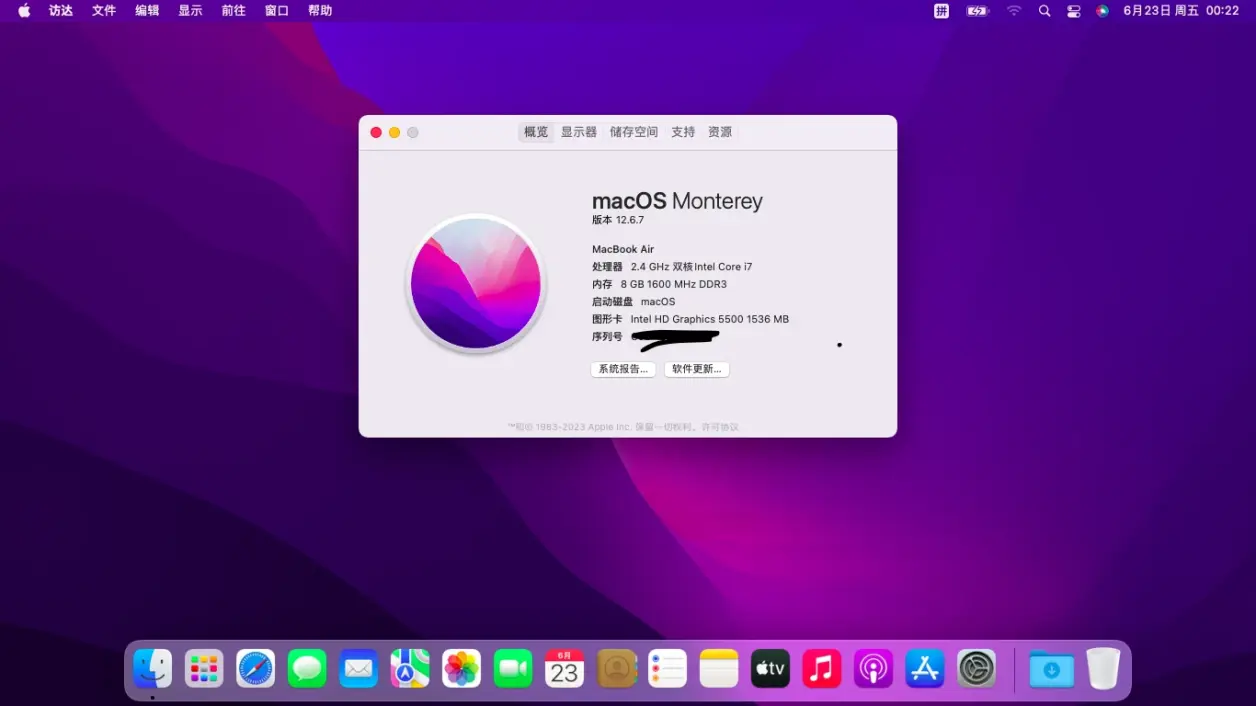 访达 文件 编辑 显示 前往 窗口 帮助 拼 6月23日 周五 00:22
概览 显示器 储存空间 支持 资源
macOS Monterey
版本 12.6.7
MacBook Air
处理器 2.4 GHz 双核Intel Core i7
内存 8 GB 1600 MHz DDR3
启动磁盘 macOS
图形卡 Intel HD Graphics 5500 1536 MB
序列号
系统报告... 软件更新...
™和© 1983-2023 Apple Inc. 保留一切权利。许可协议
6月
23
tv